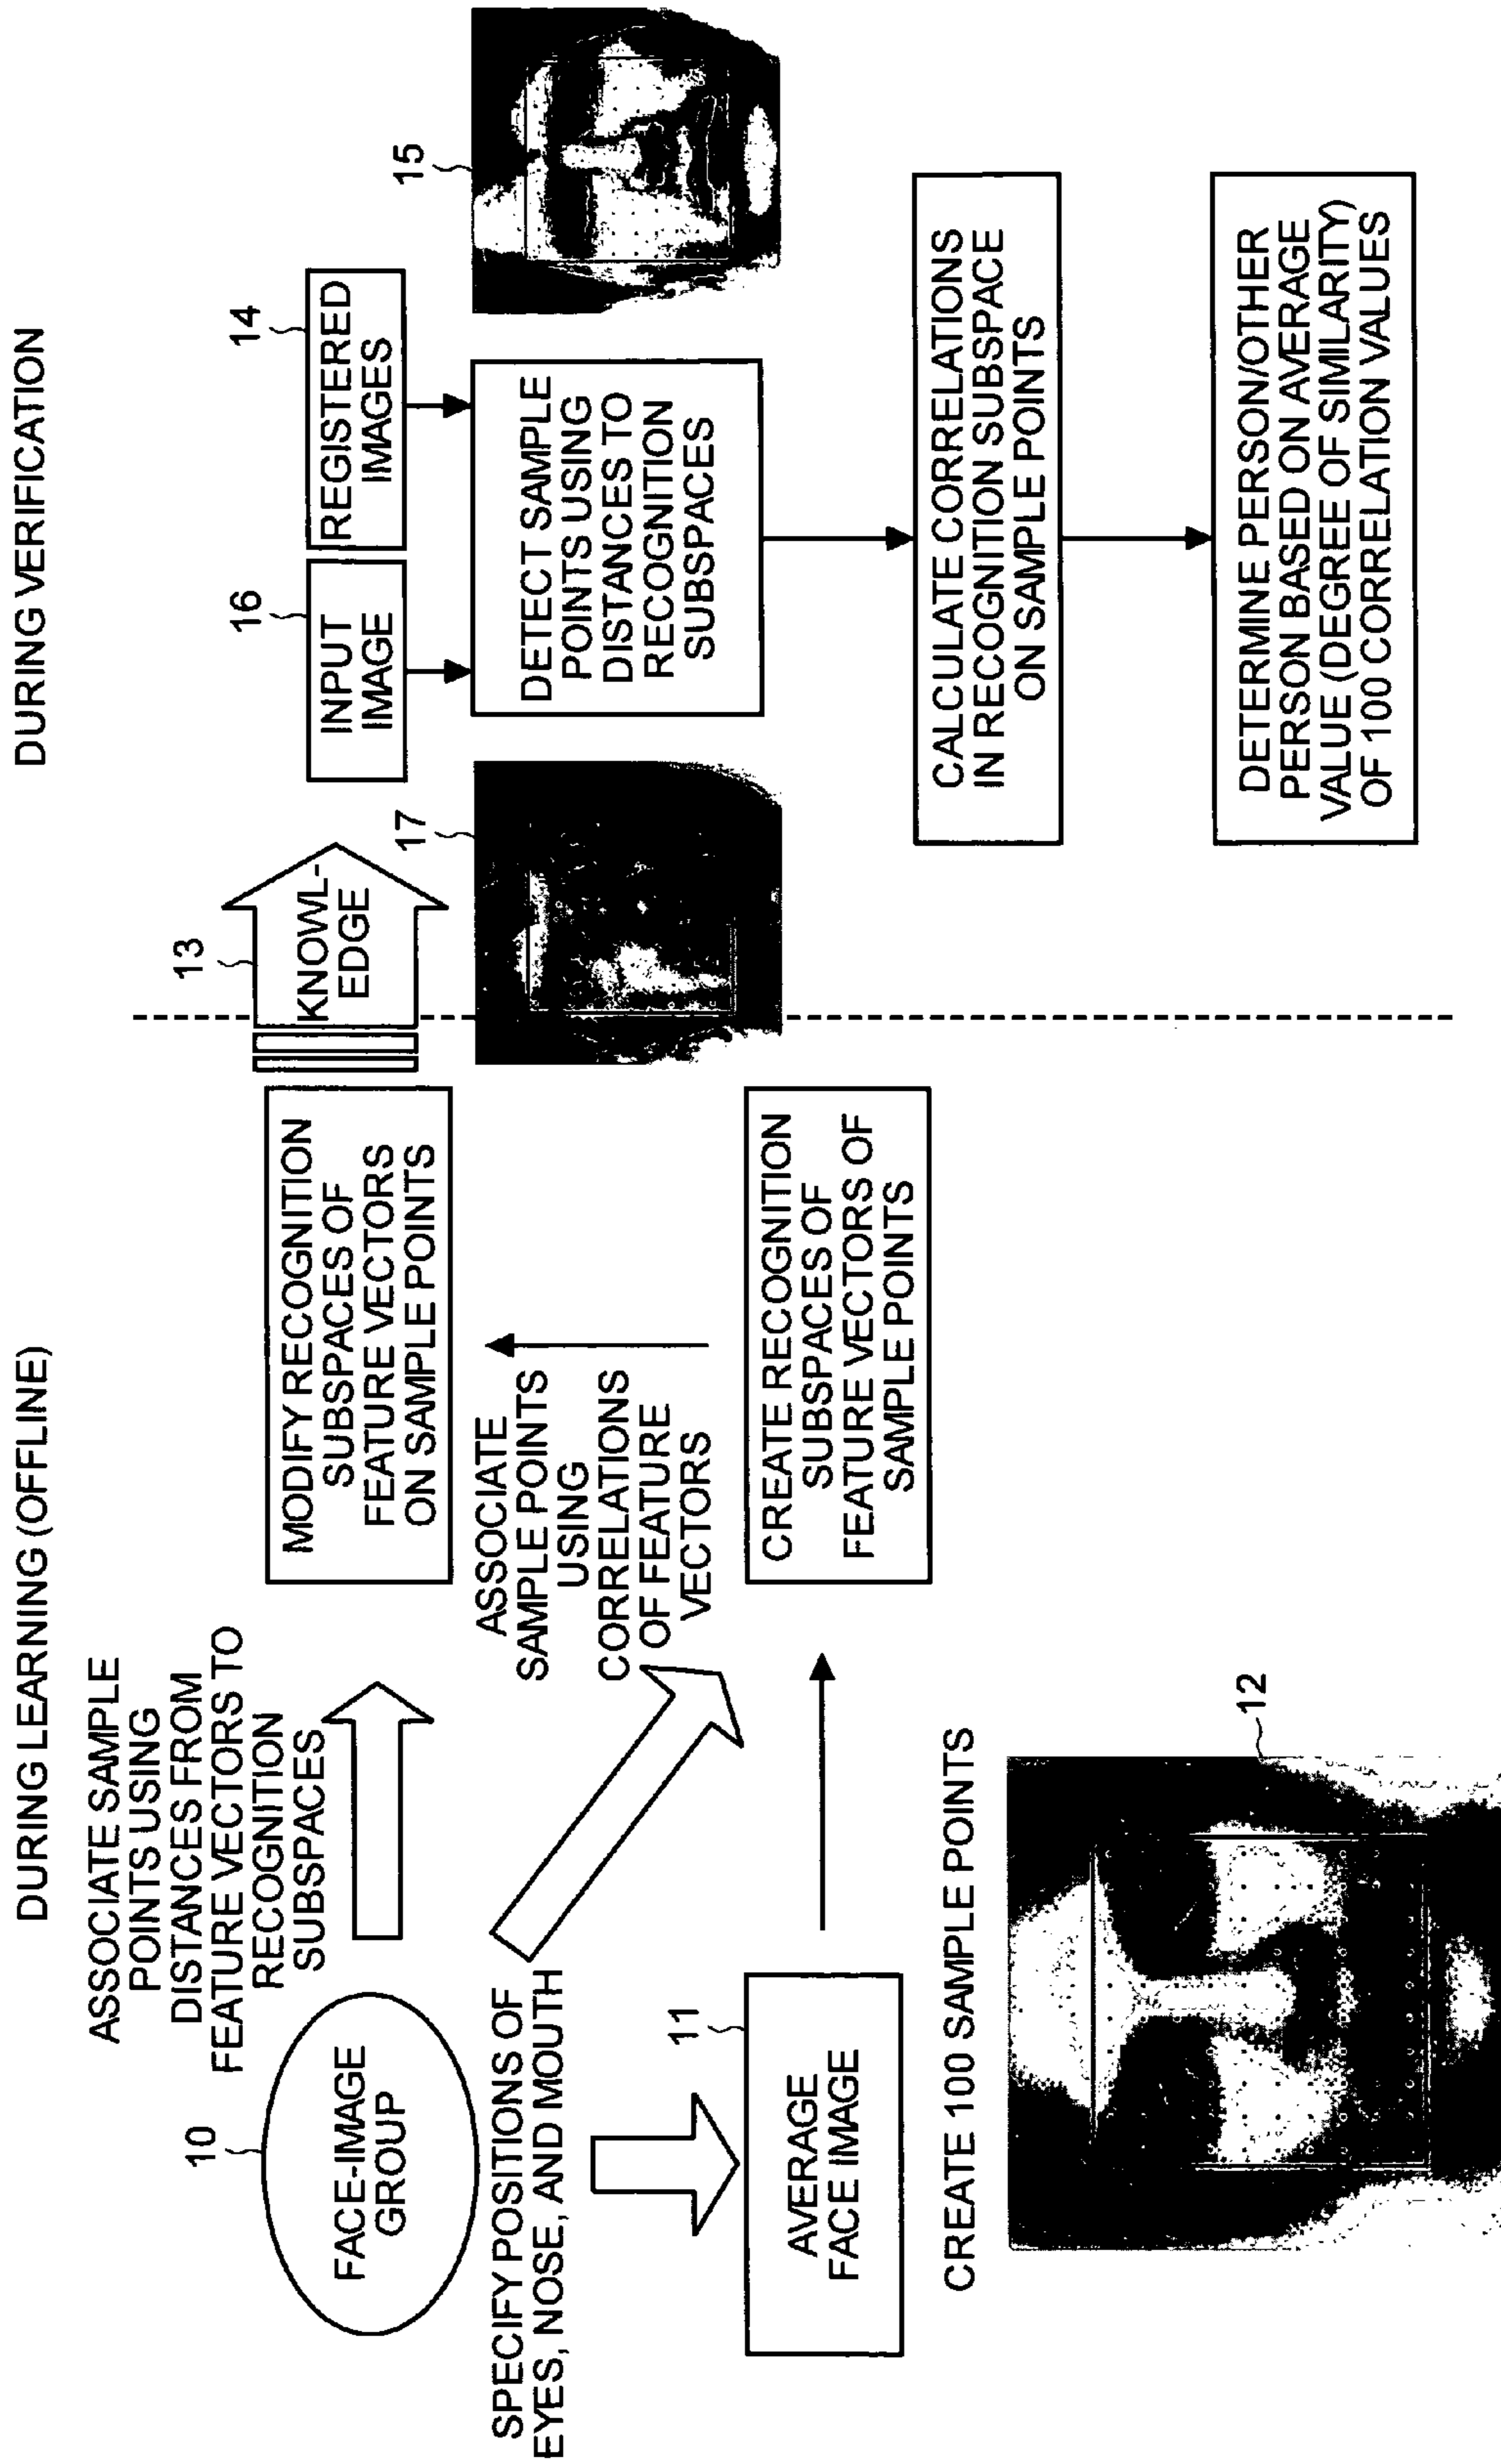 DURING LEARNING (OFFLINE)
ASSOCIATE SAMPLE
POINTS USING
DISTANCES FROM
FEATURE VECTORS TO
RECOGNITION
SUBSPACES
10
FACE-IMAGE
GROUP
SPECIFY POSITIONS OF
EYES, NOSE, AND MOUTH
11
AVERAGE
FACE IMAGE
CREATE 100 SAMPLE POINTS
12
MODIFY RECOGNITION
SUBSPACES OF
FEATURE VECTORS
ON SAMPLE POINTS
ASSOCIATE
SAMPLE POINTS
USING
CORRELATIONS
OF FEATURE
VECTORS
CREATE RECOGNITION
SUBSPACES OF
FEATURE VECTORS OF
SAMPLE POINTS
13
KNOWL-
EDGE
DURING VERIFICATION
16
INPUT
IMAGE
14
REGISTERED
IMAGES
17
15
DETECT SAMPLE
POINTS USING
DISTANCES TO
RECOGNITION
SUBSPACES
CALCULATE CORRELATIONS
IN RECOGNITION SUBSPACE
ON SAMPLE POINTS
DETERMINE PERSON/OTHER
PERSON BASED ON AVERAGE
VALUE (DEGREE OF SIMILARITY)
OF 100 CORRELATION VALUES